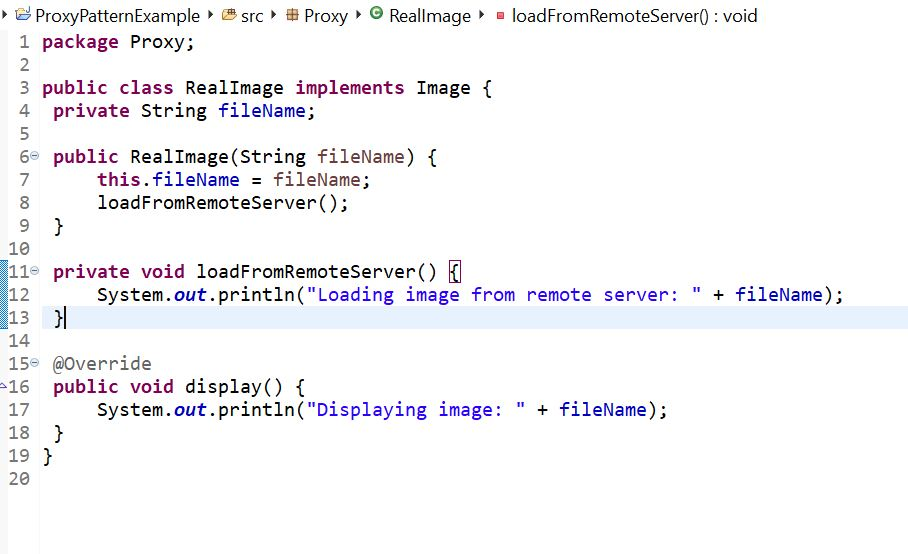 ProxyPatternExample src Proxy RealImage loadFromRemoteServer() : void
1 package Proxy;
2
3 public class RealImage implements Image {
4 private String fileName;
5
6 public RealImage(String fileName) {
7 this.fileName = fileName;
8 loadFromRemoteServer();
9 }
10
11 private void loadFromRemoteServer() {
12 System.out.println("Loading image from remote server: " + fileName);
13 }
14
15 @Override
16 public void display() {
17 System.out.println("Displaying image: " + fileName);
18 }
19 }
20